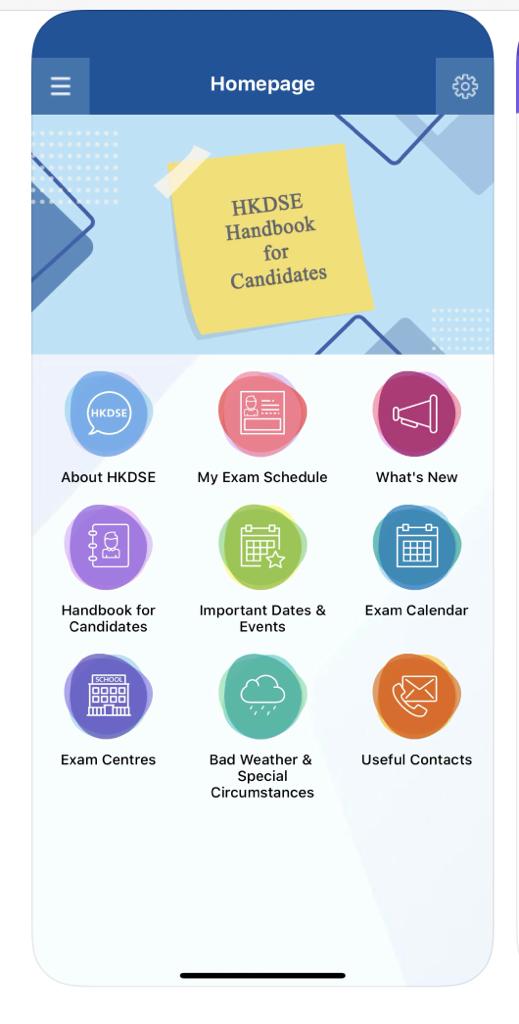 Homepage
HKDSE
Handbook
for
Candidates
HKDSE
About HKDSE
My Exam Schedule
What's New
Handbook for
Candidates
Important Dates &
Events
Exam Calendar
SCHOOL
Exam Centres
Bad Weather &
Special
Circumstances
Useful Contacts